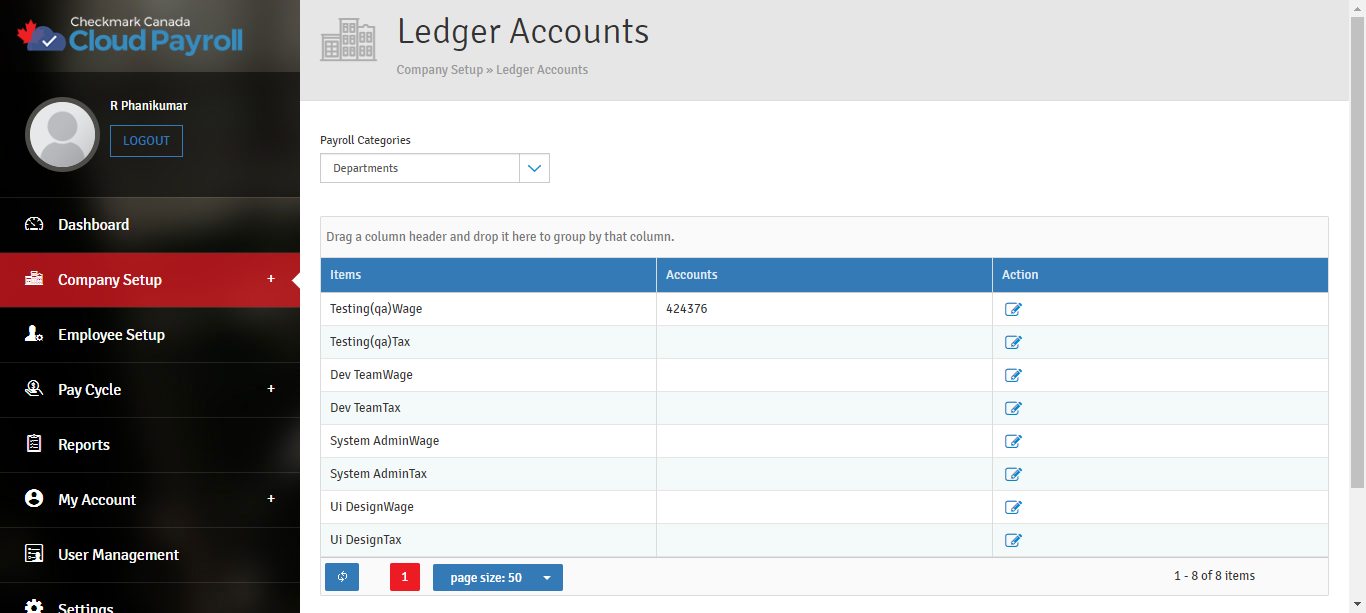 Checkmark Canada
Cloud Payroll
R Phanikumar
LOGOUT
Dashboard
Company Setup +
Employee Setup
Pay Cycle +
Reports
My Account +
User Management
Settings
Ledger Accounts
Company Setup » Ledger Accounts
Payroll Categories
Departments
Drag a column header and drop it here to group by that column.
Items Accounts Action
Testing(qa)Wage 424376
Testing(qa)Tax
Dev TeamWage
Dev TeamTax
System AdminWage
System AdminTax
Ui DesignWage
Ui DesignTax
1 page size: 50 1 - 8 of 8 items